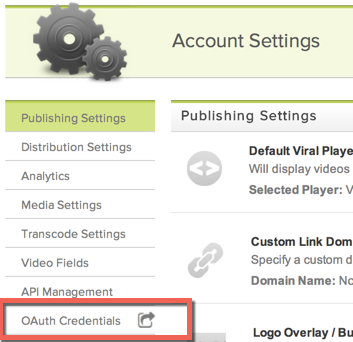 Account Settings
Publishing Settings
Distribution Settings
Analytics
Media Settings
Transcode Settings
Video Fields
API Management
OAuth Credentials
Publishing Settings
Default Viral Playe
Will display videos
Selected Player: V
Custom Link Dom
Specify a custom d
Domain Name: No
Logo Overlay / Bu